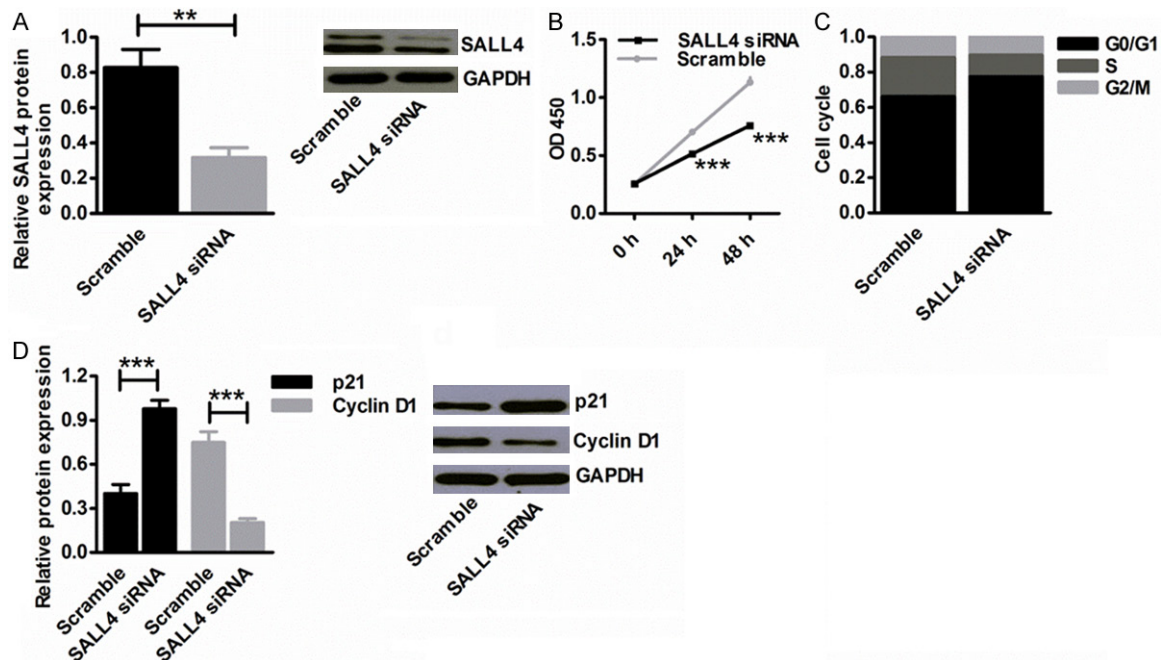 A
Relative SALL4 protein
expression
1.0
0.8
0.6
0.4
0.2
0.0
**
Scramble
SALL4 siRNA
SALL4
GAPDH
Scramble
SALL4 siRNA
B
OD 450
1.5
1.0
0.5
0.0
SALL4 siRNA
Scramble
***
***
0 h
24 h
48 h
C
Cell cycle
1.0
0.8
0.6
0.4
0.2
0.0
G0/G1
S
G2/M
Scramble
SALL4 siRNA
D
Relative protein expression
1.2
0.9
0.6
0.3
0.0
***
***
p21
Cyclin D1
Scramble
SALL4 siRNA
Scramble
SALL4 siRNA
p21
Cyclin D1
GAPDH
Scramble
SALL4 siRNA